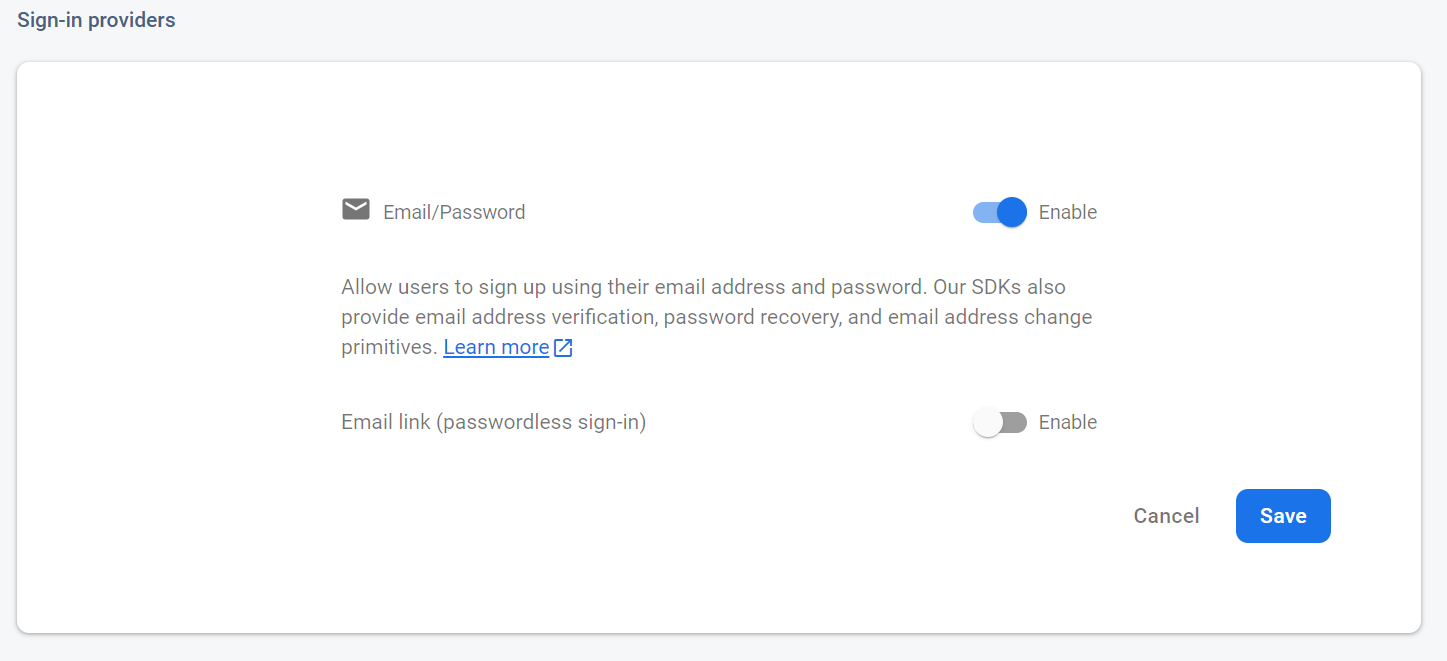 Sign-in providers
Email/Password
Enable
Allow users to sign up using their email address and password. Our SDKs also
provide email address verification, password recovery, and email address change
primitives. Learn more
Email link (passwordless sign-in)
Enable
Cancel
Save